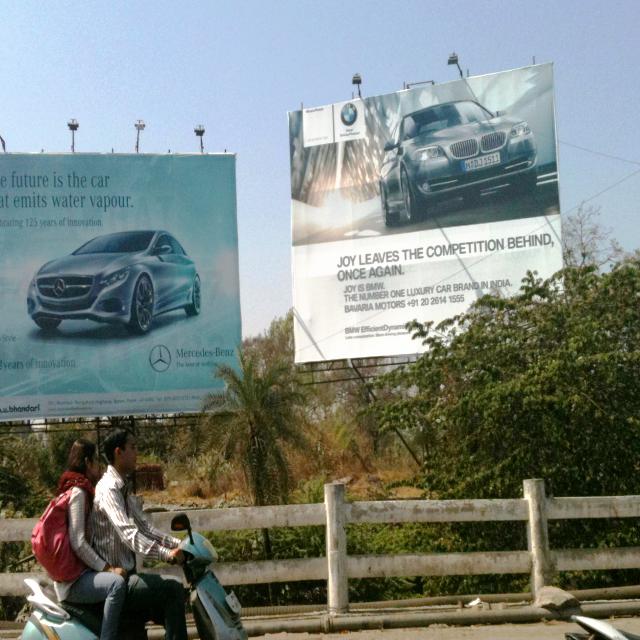 e future is the car
at emits water vapour.
125 years of innovation.
years of innovation
Mercedes-Benz
u.bhandari
BMW
JOY LEAVES THE COMPETITION BEHIND,
ONCE AGAIN.
JOY IS BMW.
THE NUMBER ONE LUXURY CAR BRAND IN INDIA.
BAVARIA MOTORS +91 20 2614 1555
BMW EfficientDynamics